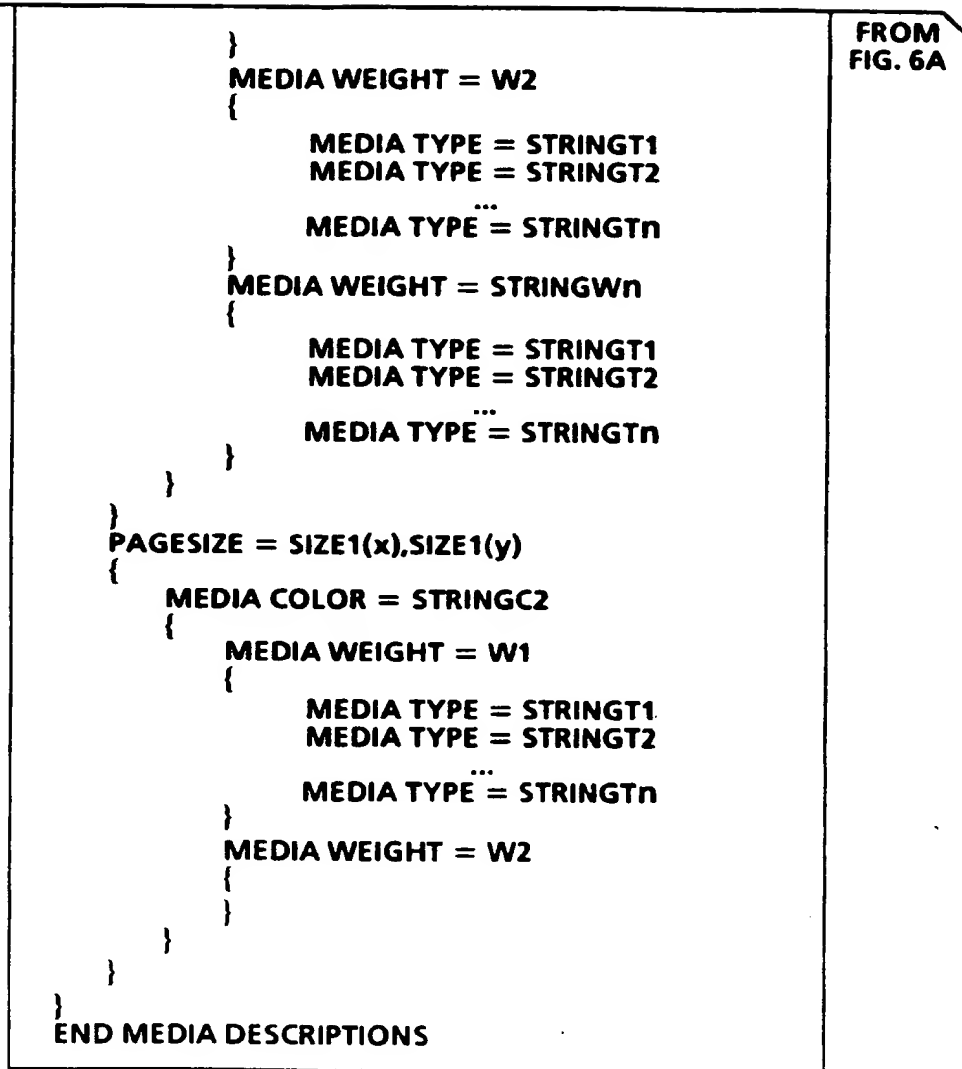 FROM
FIG. 6A
}
MEDIA WEIGHT = W2
{
MEDIA TYPE = STRINGT1
MEDIA TYPE = STRINGT2
...
MEDIA TYPE = STRINGTn
}
MEDIA WEIGHT = STRINGWn
{
MEDIA TYPE = STRINGT1
MEDIA TYPE = STRINGT2
...
MEDIA TYPE = STRINGTn
}
}
}
PAGESIZE = SIZE1(x),SIZE1(y)
{
MEDIA COLOR = STRINGC2
{
MEDIA WEIGHT = W1
{
MEDIA TYPE = STRINGT1
MEDIA TYPE = STRINGT2
...
MEDIA TYPE = STRINGTn
}
MEDIA WEIGHT = W2
{
}
}
}
}
END MEDIA DESCRIPTIONS